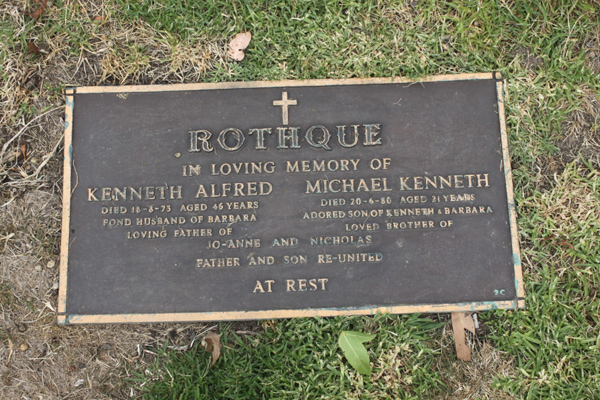 ROTHQUE
IN LOVING MEMORY OF
KENNETH ALFRED
DIED 18-8-73 AGED 46 YEARS
FOND HUSBAND OF BARBARA
LOVING FATHER OF
MICHAEL KENNETH
DIED 20-6-80 AGED 21 YEARS
ADORED SON OF KENNETH & BARBARA
LOVED BROTHER OF
JO-ANNE AND NICHOLAS
FATHER AND SON RE-UNITED
AT REST